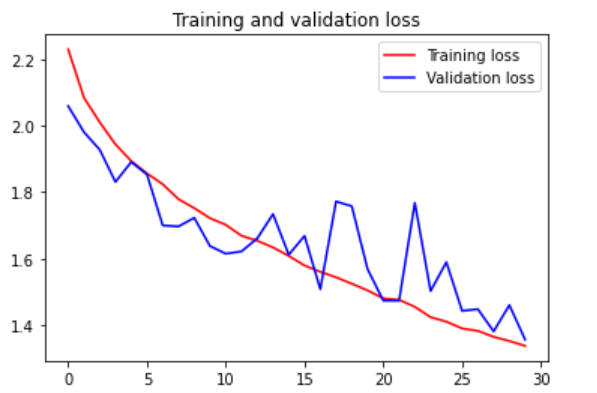 Training and validation loss
Training loss
Validation loss
2.2
2.0
1.8
1.6
1.4
0 5 10 15 20 25 30